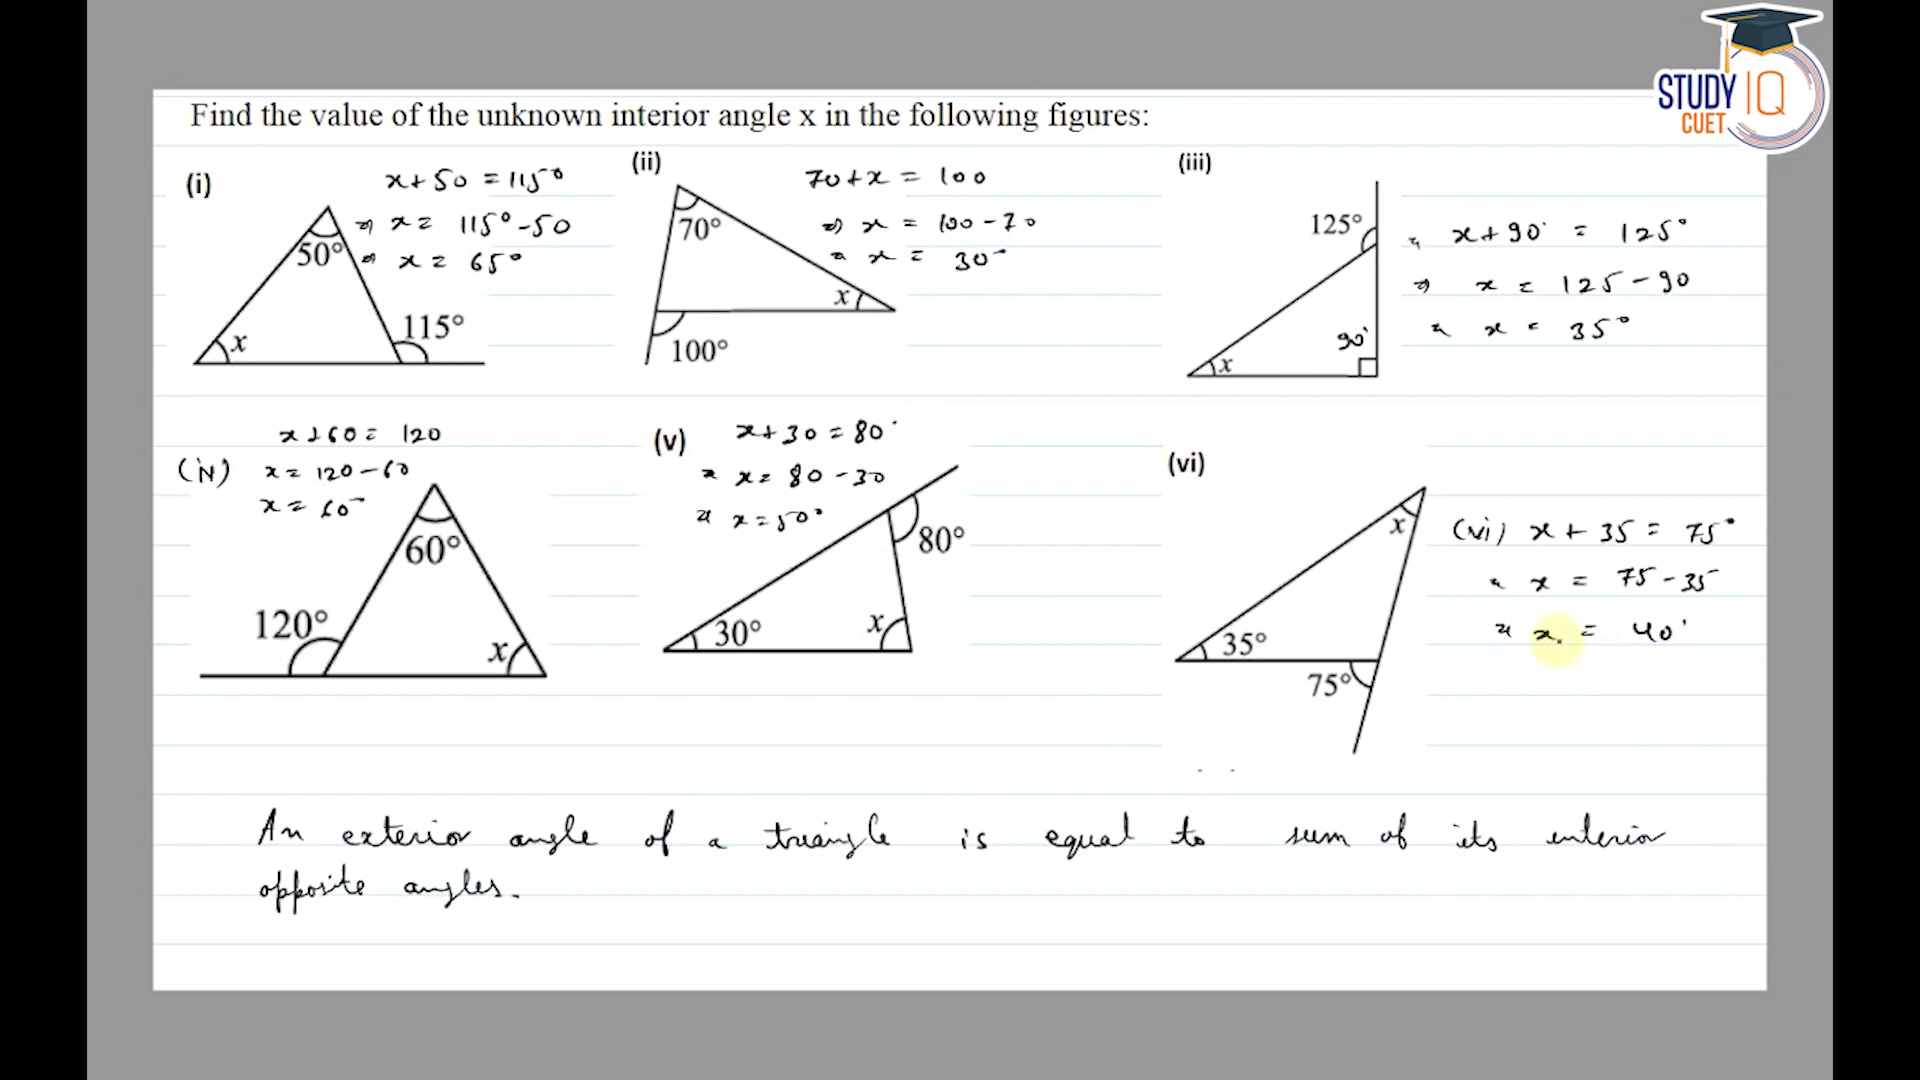 STUDY IQ
CUET
Find the value of the unknown interior angle x in the following figures:
(i)
x + 50 = 115°
⇒ x = 115° - 50
⇒ x = 65°
50°
x
115°
(ii)
70 + x = 100
⇒ x = 100 - 70
⇒ x = 30°
70°
x
100°
(iii)
125°
90°
x
⇒ x + 90° = 125°
⇒ x = 125 - 90
⇒ x = 35°
(iv)
x + 60 = 120
x = 120 - 60
x = 60°
60°
120°
x
(v)
x + 30 = 80°
⇒ x = 80 - 30
⇒ x = 50°
80°
30°
x
(vi)
x
35°
75°
(vi) x + 35 = 75°
⇒ x = 75 - 35
⇒ x = 40°
An exterior angle of a triangle is equal to sum of its interior
opposite angles.